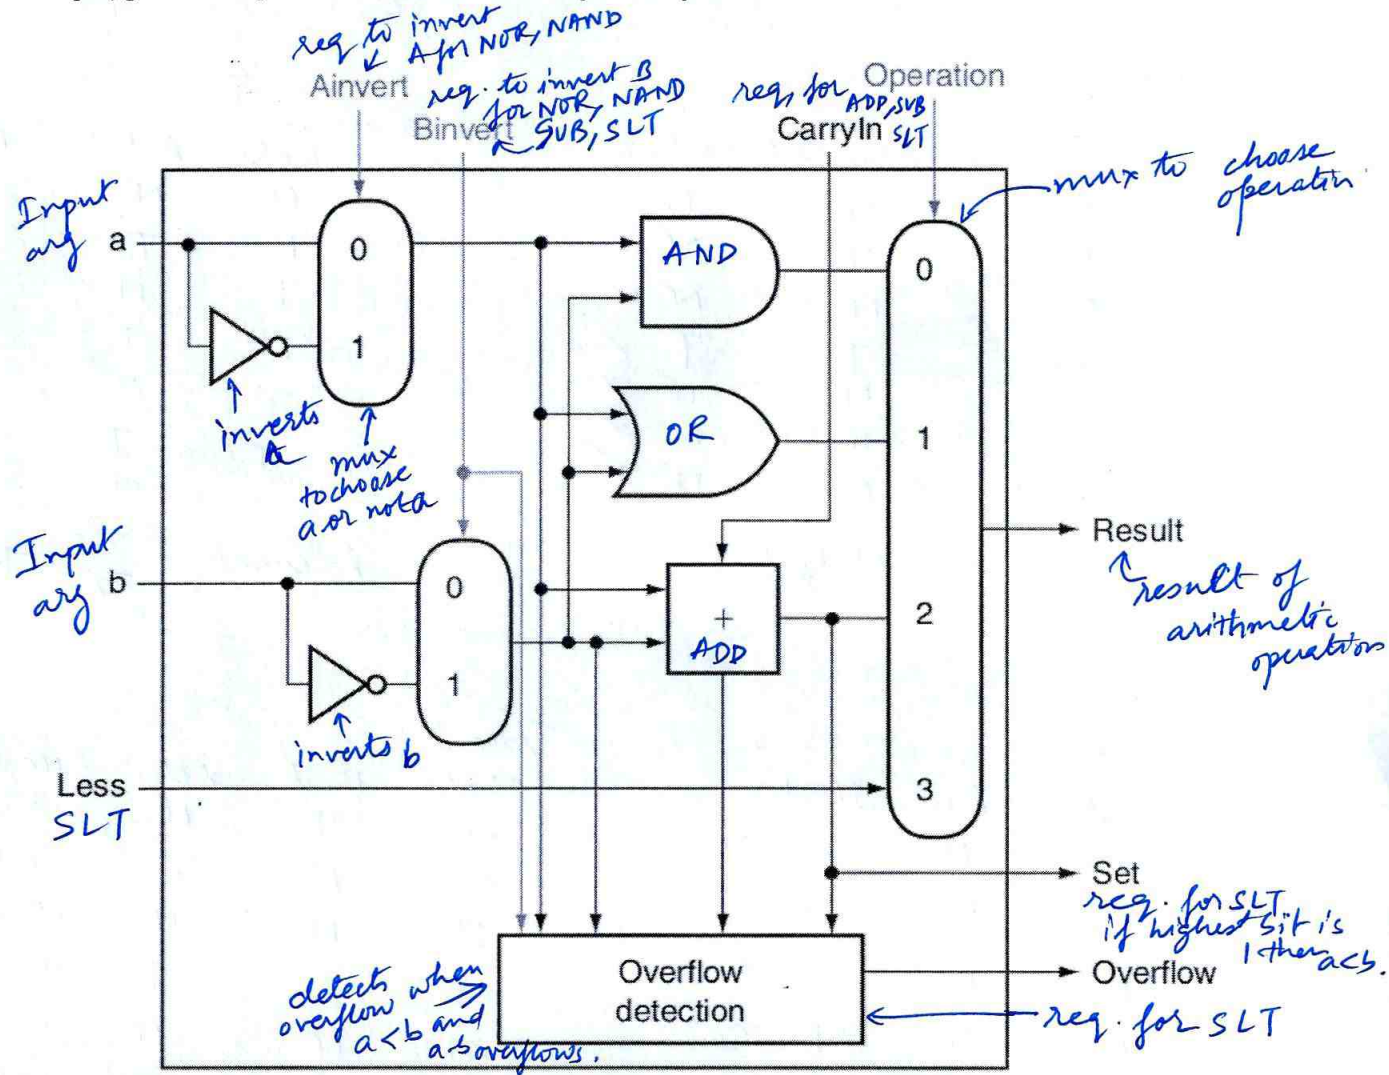 req to invert
A for NOR, NAND
Ainvert
req. to invert B
for NOR, NAND
SUB, SLT
Binvert
req, for ADD, SUB
SLT
CarryIn
Operation
mux to choose
operatin
Input
arg
a
0
1
inverts
a
mux
to choose
a or not a
AND
OR
0
1
2
3
Input
arg
b
0
1
inverts b
+
ADD
Result
result of
arithmetic
operations
Less
SLT
Set
req. for SLT
if highest bit is
1 then a<b.
Overflow
detection
Overflow
detects
overflow when
a<b and
a-b overflows.
req. for SLT